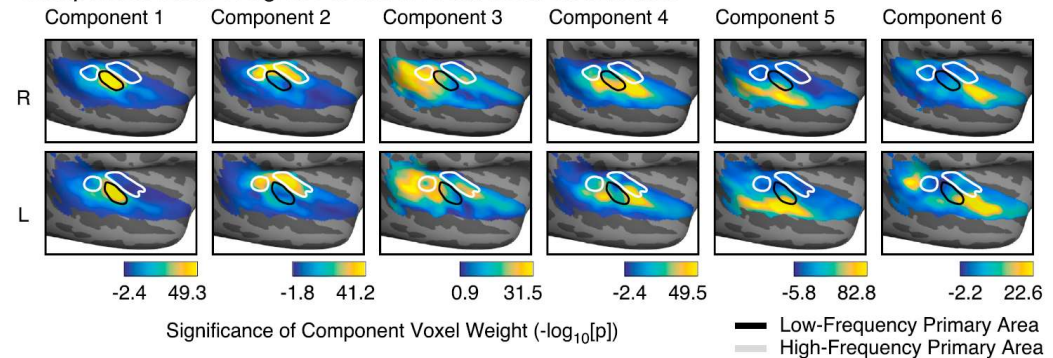 Component 1 Component 2 Component 3 Component 4 Component 5 Component 6
R
L
-2.4 49.3 -1.8 41.2 0.9 31.5 -2.4 49.5 -5.8 82.8 -2.2 22.6
Significance of Component Voxel Weight (-log10[p])
Low-Frequency Primary Area
High-Frequency Primary Area